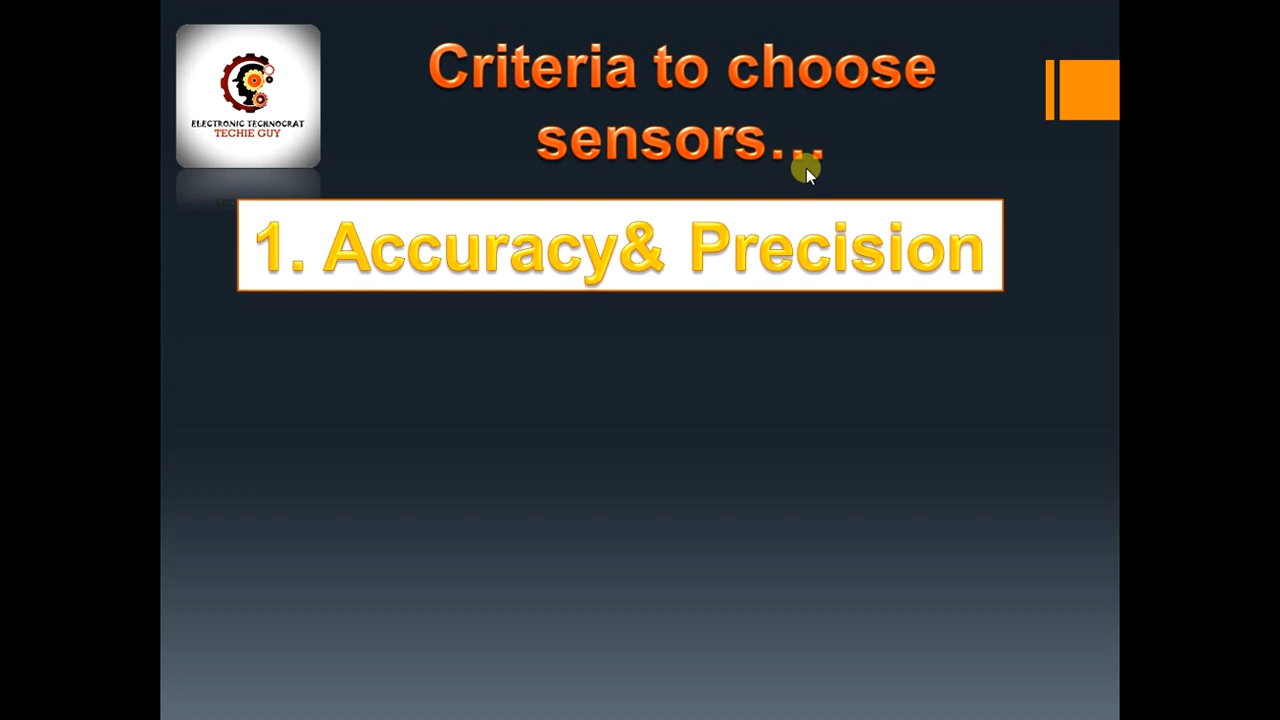 ELECTRONIC TECHNOCRAT
TECHIE GUY
Criteria to choose
sensors...
1. Accuracy& Precision